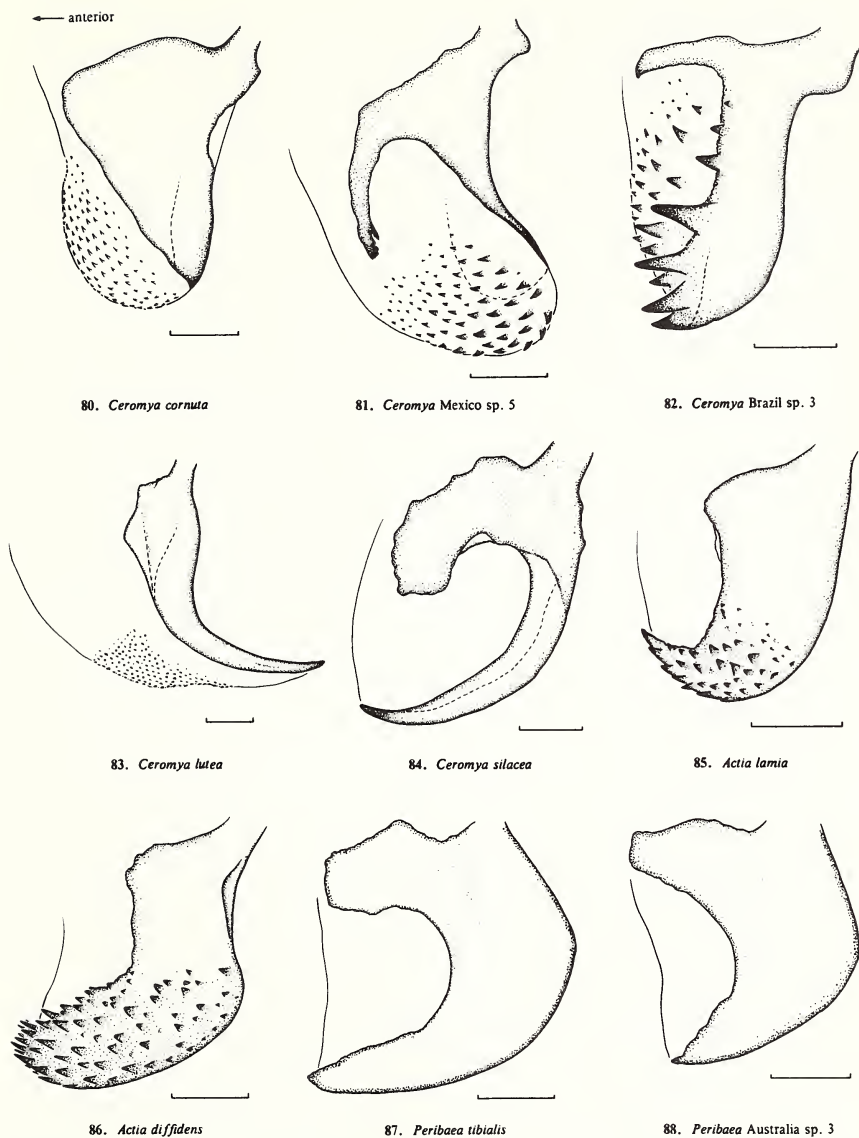 anterior
80. Ceromya cornuta
81. Ceromya Mexico sp. 5
82. Ceromya Brazil sp. 3
83. Ceromya lutea
84. Ceromya silacea
85. Actia lamia
86. Actia diffidens
87. Peribaea tibialis
88. Peribaea Australia sp. 3